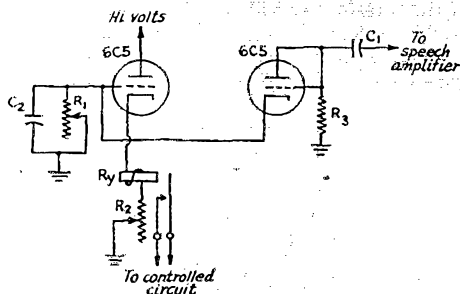 Hi volts
6C5
6C5
C1
To
speech
amplifier
C2
R1
R3
Ry
R2
To controlled
circuit